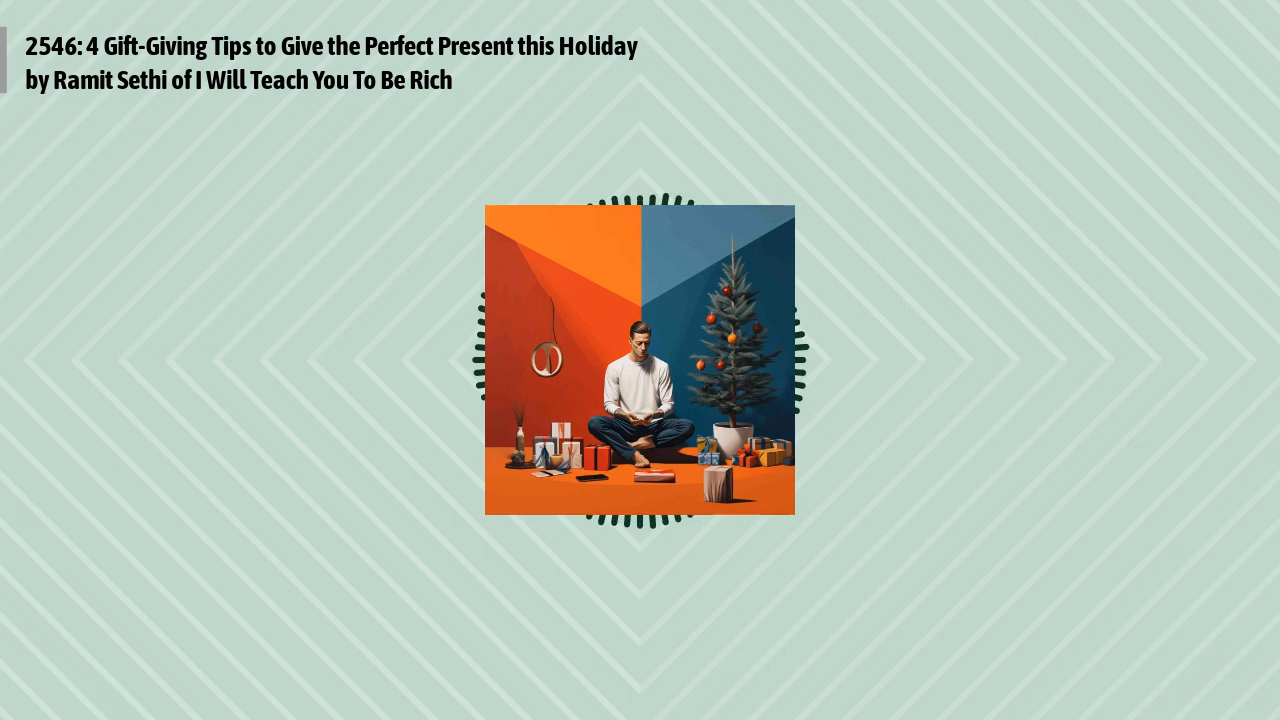 2546: 4 Gift-Giving Tips to Give the Perfect Present this Holiday
by Ramit Sethi of I Will Teach You To Be Rich